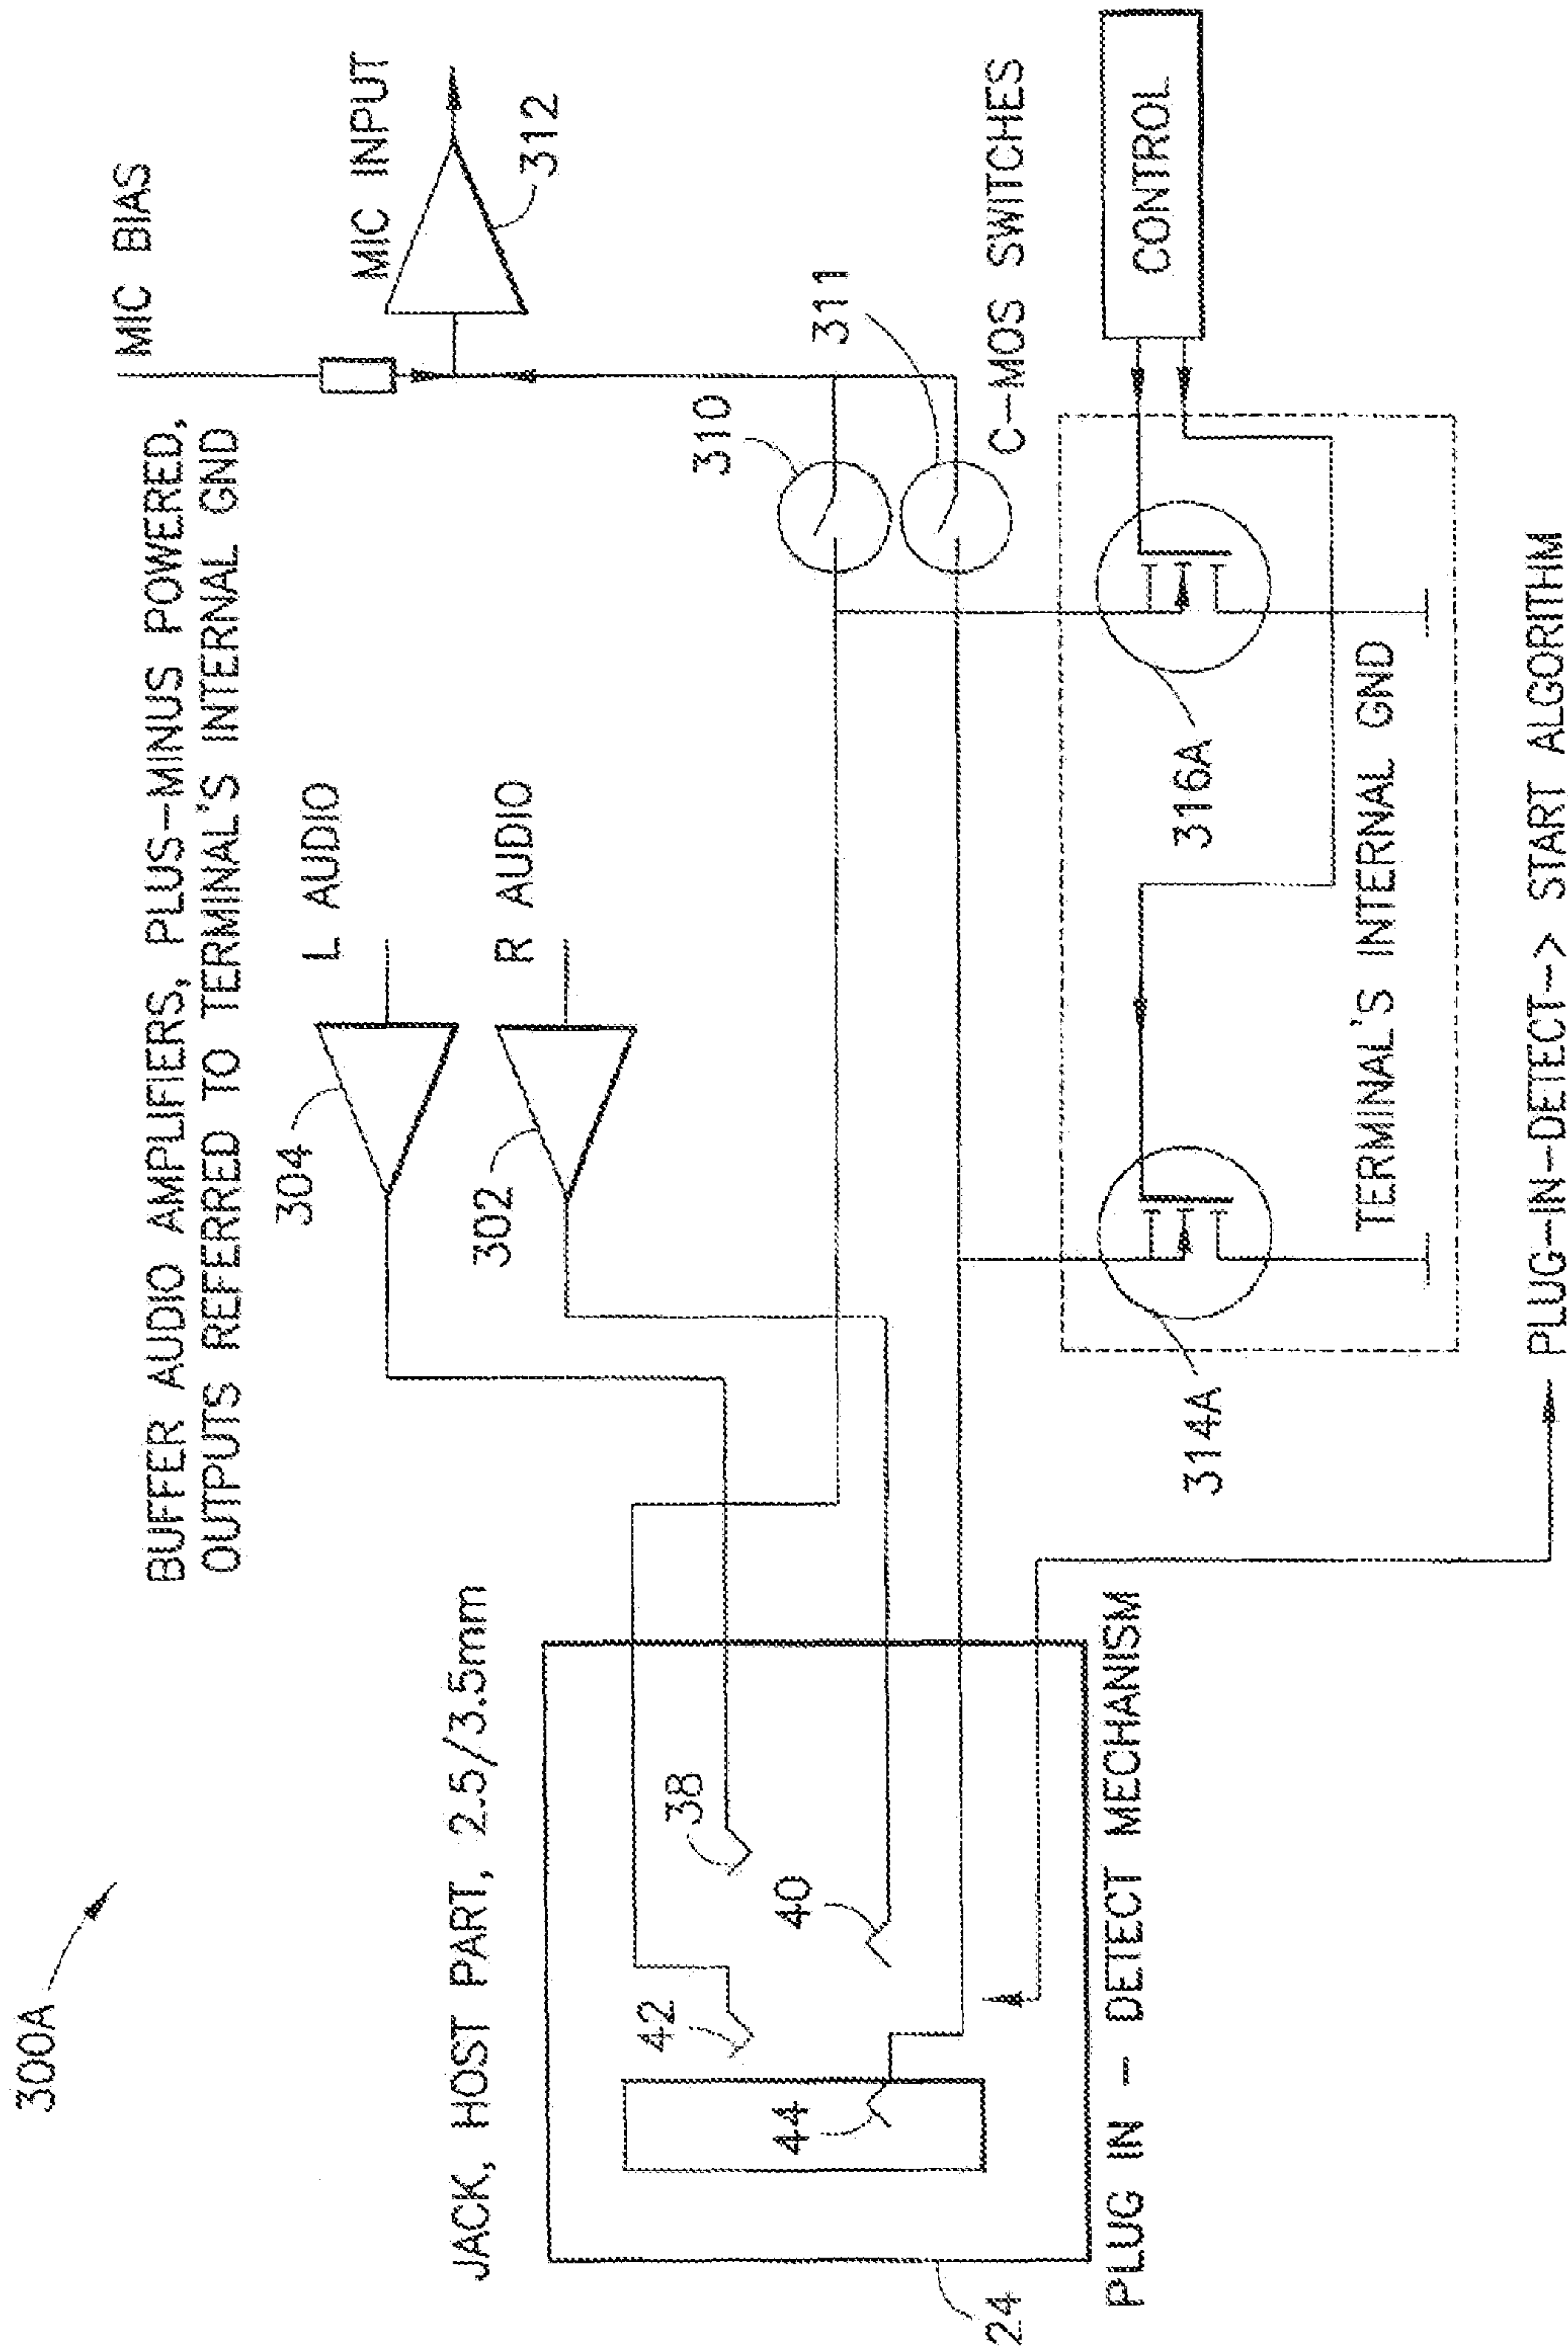 300A
BUFFER AUDIO AMPLIFIERS, PLUS-MINUS POWERED,
OUTPUTS REFERRED TO TERMINAL'S INTERNAL GND
MIC BIAS
MIC INPUT
312
304
L AUDIO
302
R AUDIO
JACK, HOST PART, 2.5/3.5mm
38
42
40
44
24
310
311
C-MOS SWITCHES
CONTROL
316A
314A
TERMINAL'S INTERNAL GND
PLUG IN - DETECT MECHANISM
PLUG-IN-DETECT-> START ALGORITHM